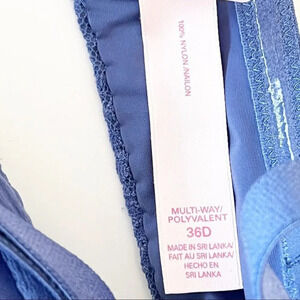 100% NYLON/NAILON
MULTI-WAY/
POLYVALENT
36D
MADE IN SRI LANKA/
FAIT AU SRI LANKA/
HECHO EN
SRI LANKA